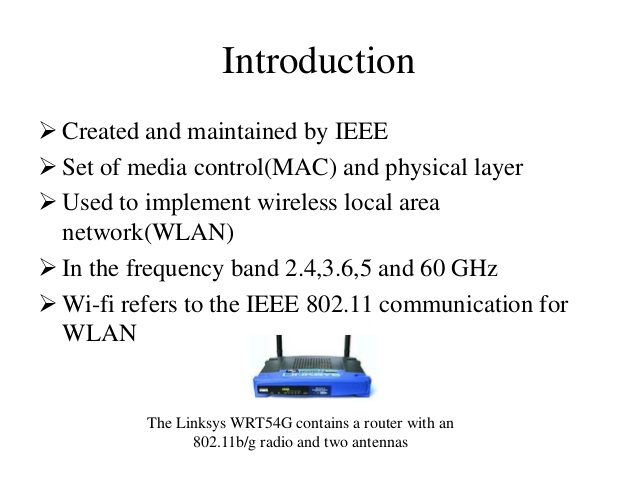 Introduction
➢ Created and maintained by IEEE
➢ Set of media control(MAC) and physical layer
➢ Used to implement wireless local area
network(WLAN)
➢ In the frequency band 2.4,3.6,5 and 60 GHz
➢ Wi-fi refers to the IEEE 802.11 communication for
WLAN
LINKSYS
The Linksys WRT54G contains a router with an
802.11b/g radio and two antennas